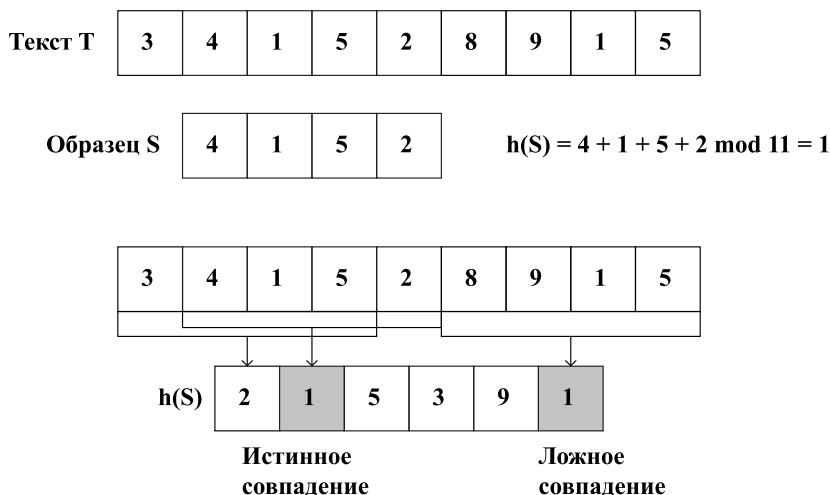 Текст T 3 4 1 5 2 8 9 1 5
Образец S 4 1 5 2 h(S) = 4 + 1 + 5 + 2 mod 11 = 1
3 4 1 5 2 8 9 1 5
h(S) 2 1 5 3 9 1
Истинное
совпадение
Ложное
совпадение